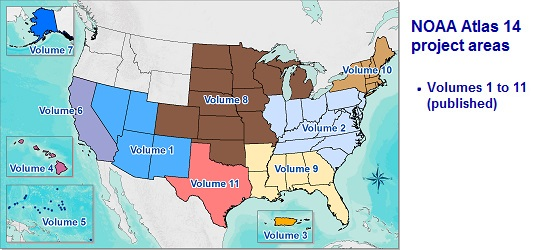 NOAA Atlas 14
project areas
• Volumes 1 to 11
(published)
Volume 7
Volume 10
Volume 8
Volume 6
Volume 2
Volume 1
Volume 4
Volume 9
Volume 11
Volume 5
Volume 3